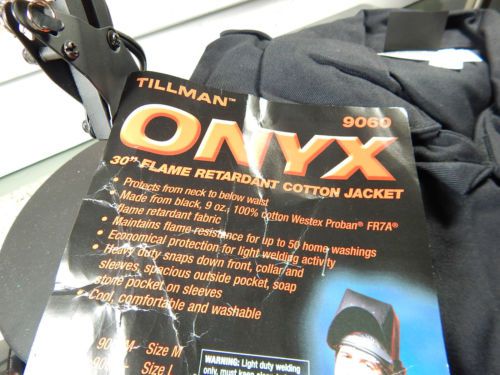 TILLMAN™
ONYX
9060
30" FLAME RETARDANT COTTON JACKET
• Protects from neck to below waist
Made from black, 9 oz., 100% cotton Westex Proban® FR7A®
flame retardant fabric
• Maintains flame-resistance for up to 50 home washings
• Economical protection for light welding activity
• Heavy duty snaps down front, collar and
sleeves, spacious outside pocket, soap
stone pocket on sleeves
• Cool, comfortable and washable
Size M
Size L
WARNING: Light duty welding
only, must keep